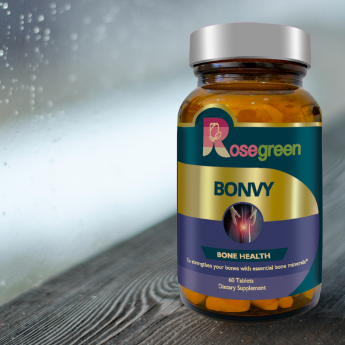 Rosegreen
BONVY
BONE HEALTH
To strengthen your bones with essential bone minerals*
60 Tablets
Dietary Supplement